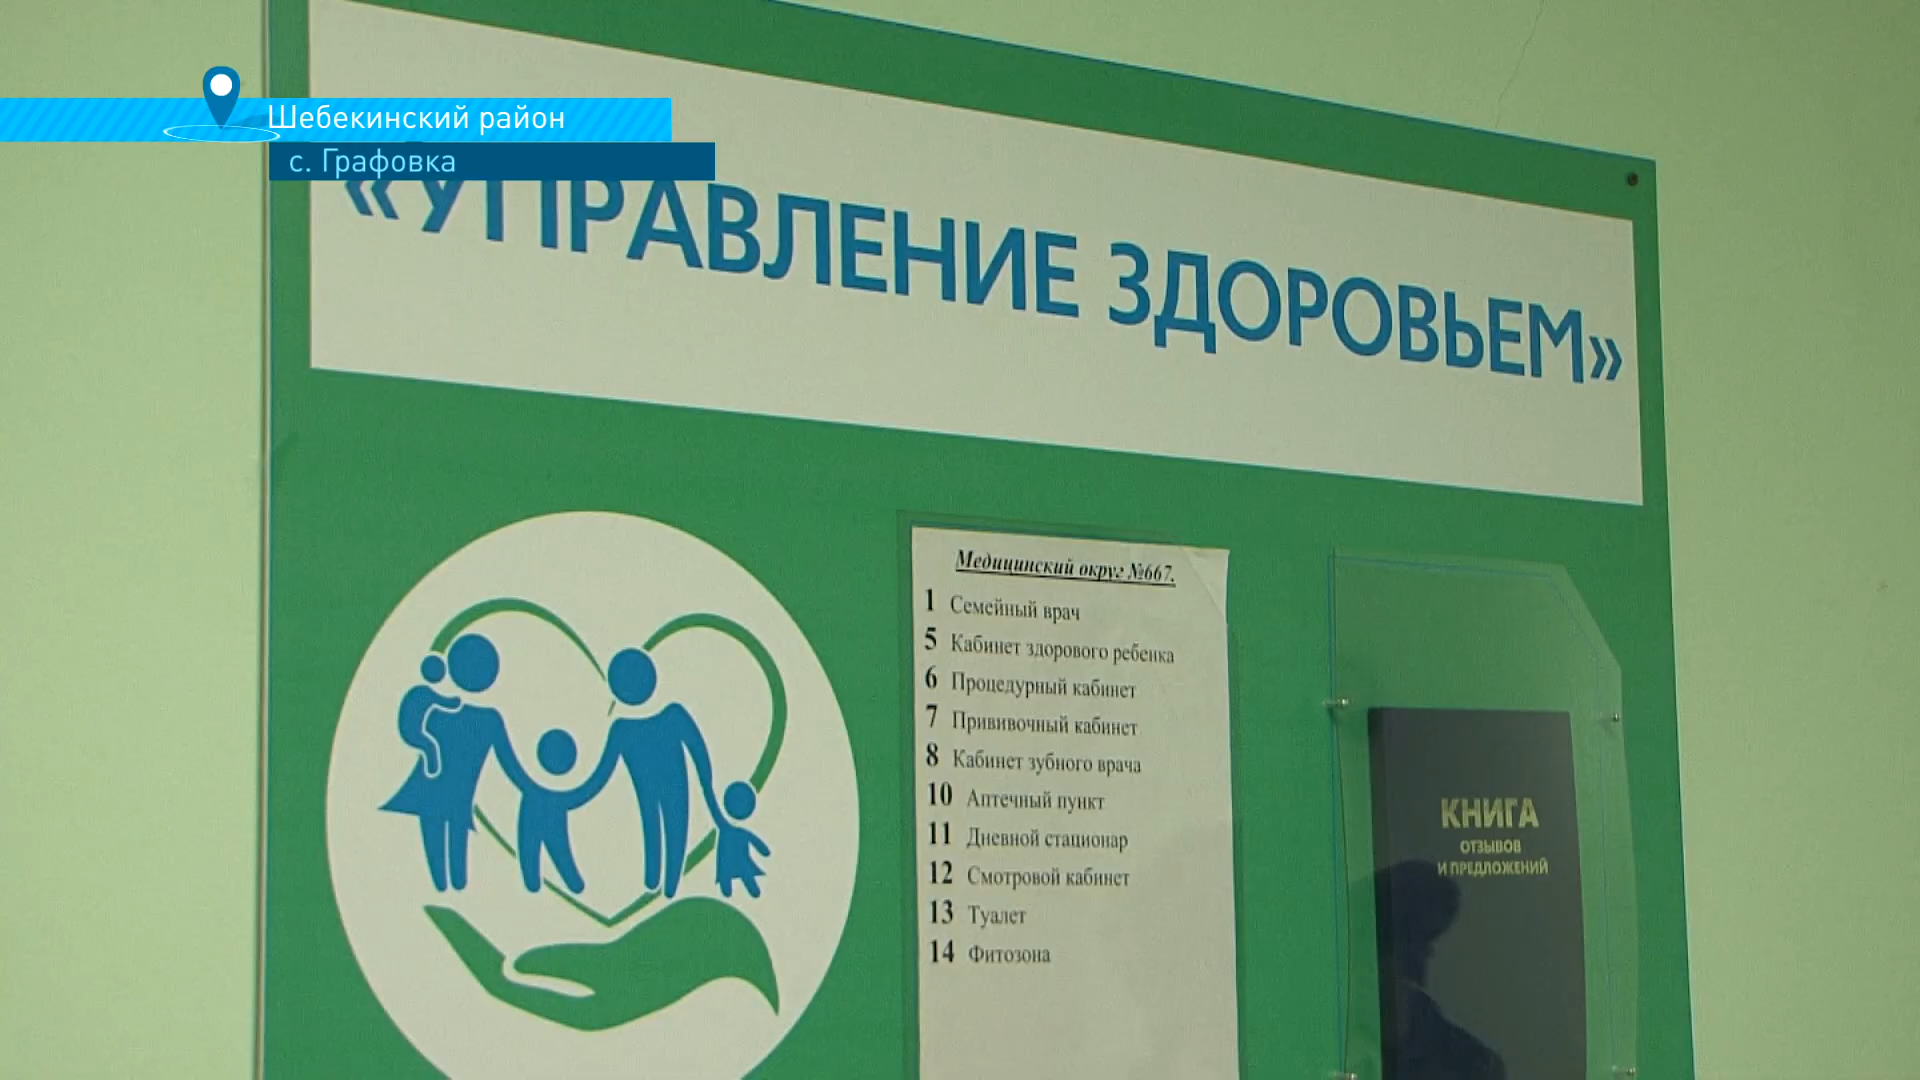 Шебекинский район
с. Графовка
«УПРАВЛЕНИЕ ЗДОРОВЬЕМ»
Медицинский округ №667.
1 Семейный врач
5 Кабинет здорового ребенка
6 Процедурный кабинет
7 Прививочный кабинет
8 Кабинет зубного врача
10 Аптечный пункт
11 Дневной стационар
12 Смотровой кабинет
13 Туалет
14 Фитозона
КНИГА
ОТЗЫВОВ
И ПРЕДЛОЖЕНИЙ